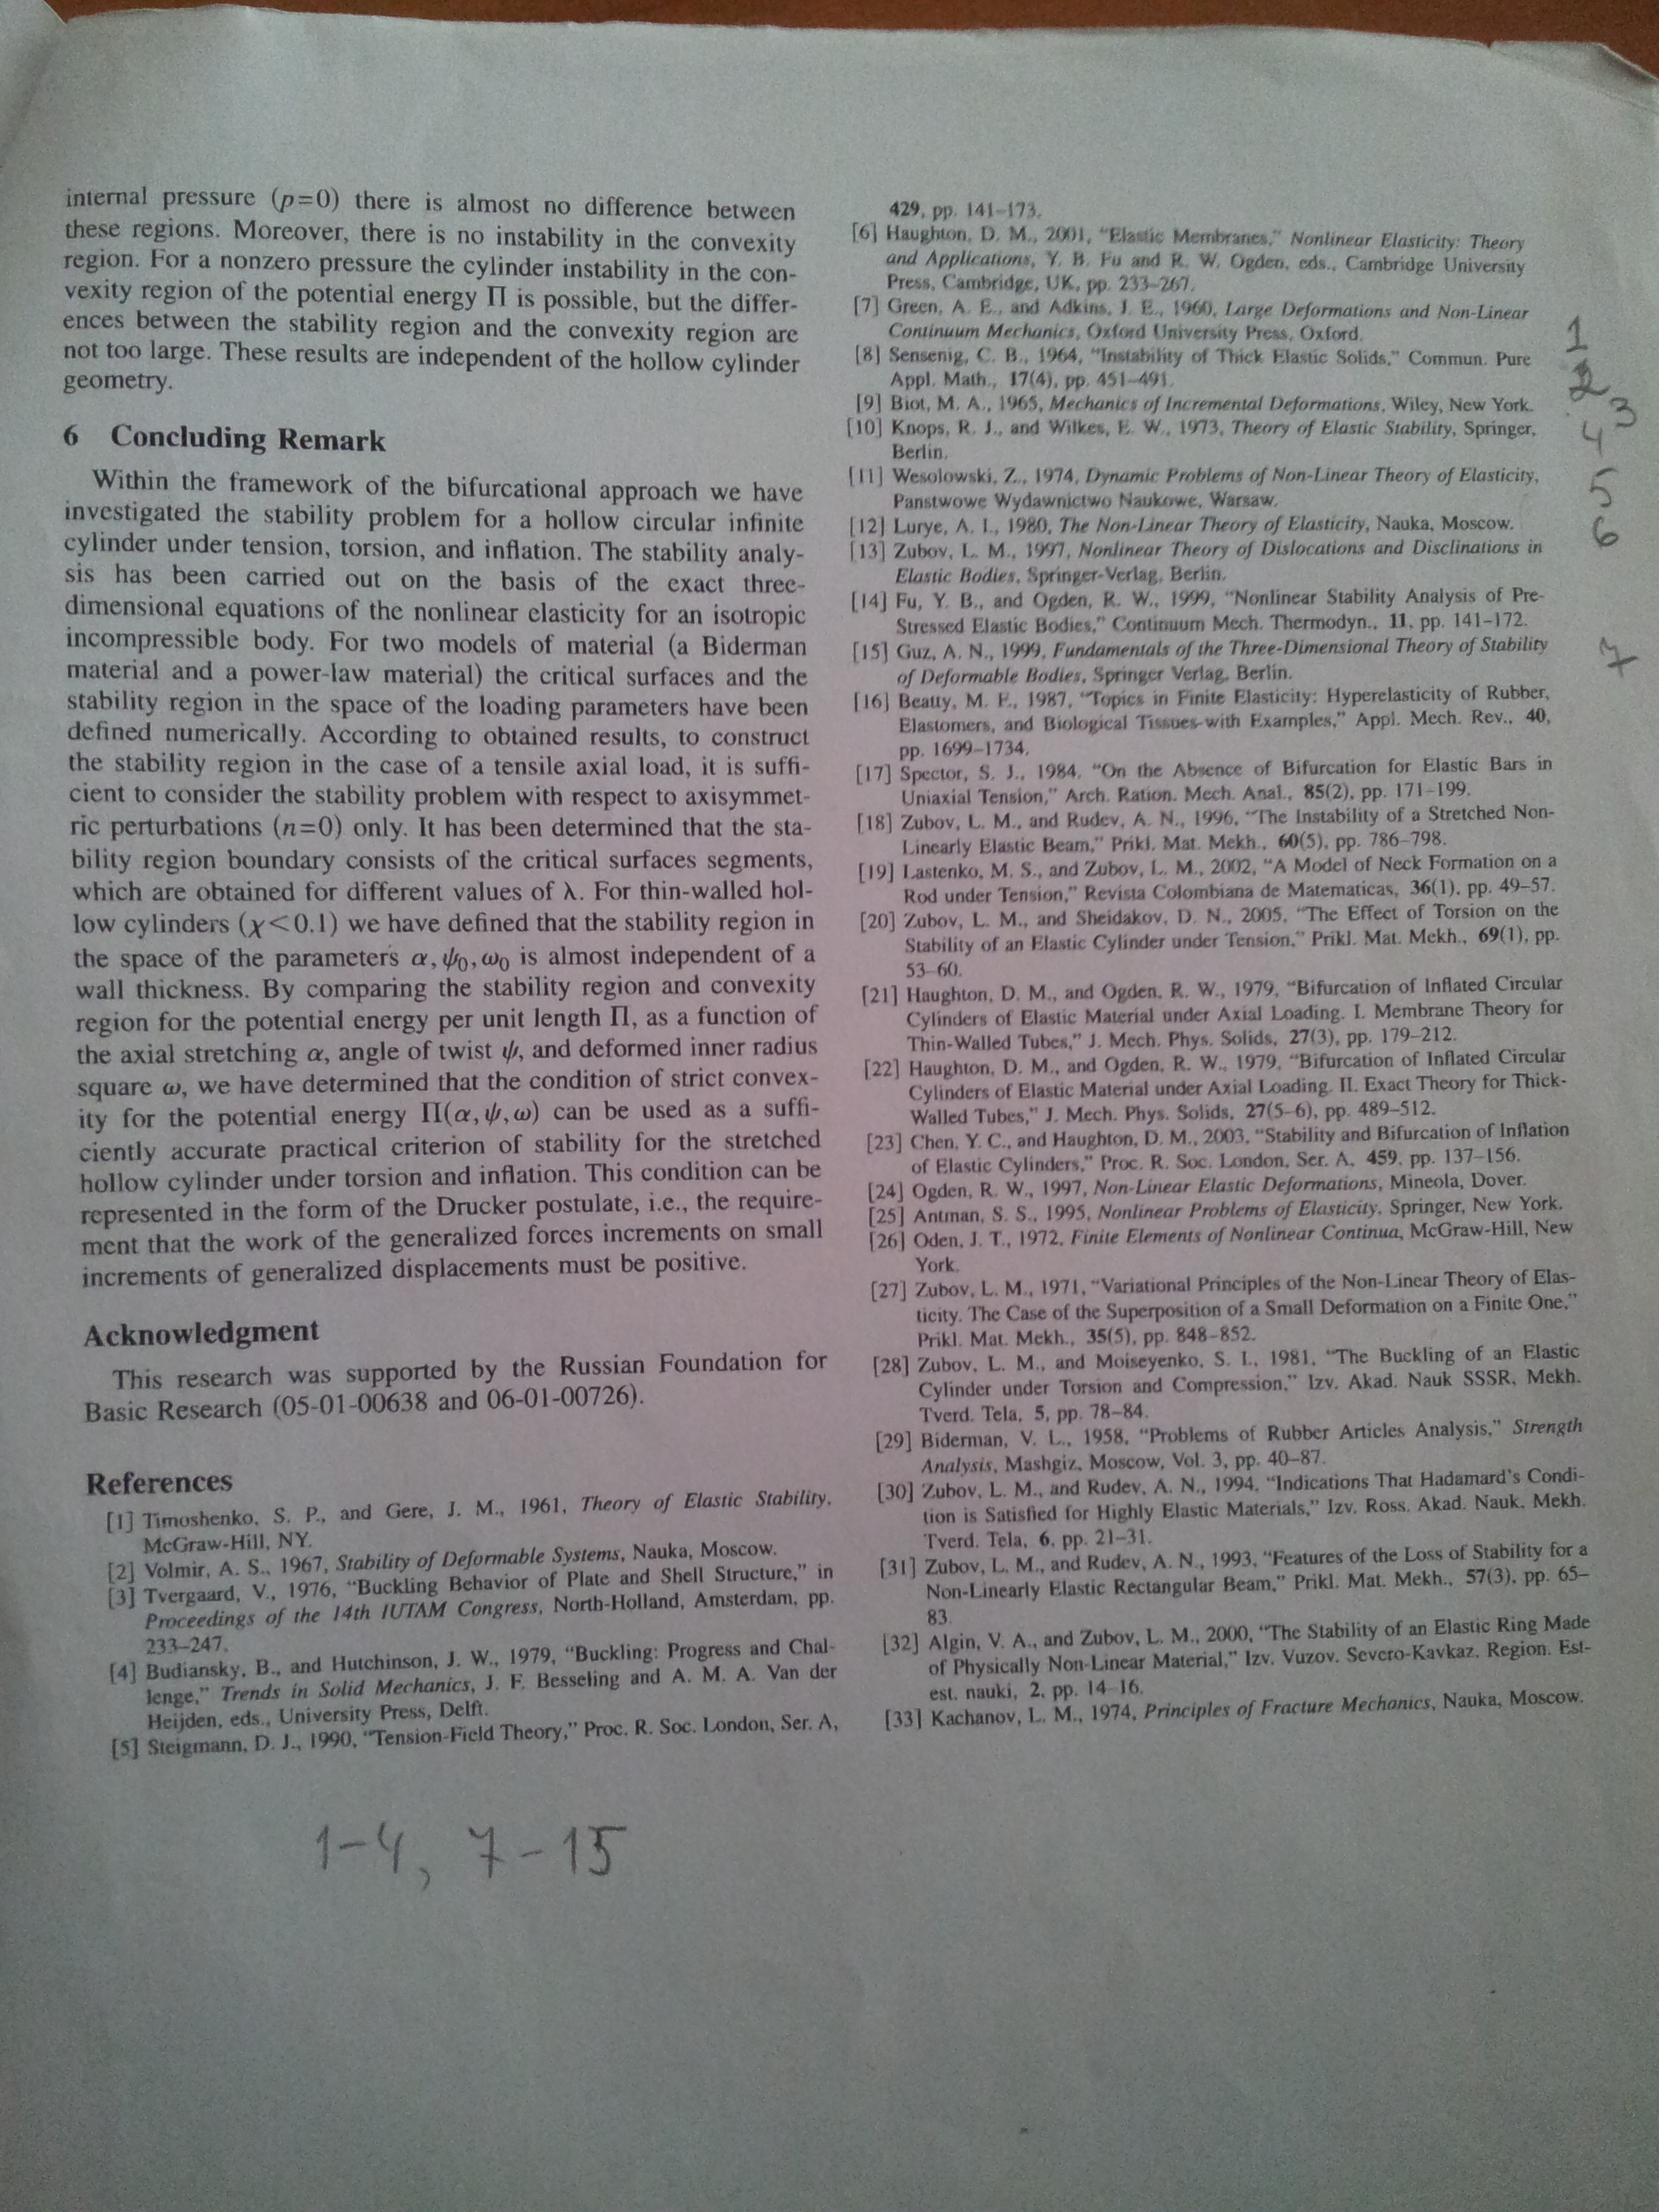 internal pressure (p=0) there is almost no difference between
these regions. Moreover, there is no instability in the convexity
region. For a nonzero pressure the cylinder instability in the con-
vexity region of the potential energy Π is possible, but the differ-
ences between the stability region and the convexity region are
not too large. These results are independent of the hollow cylinder
geometry.
6 Concluding Remark
Within the framework of the bifurcational approach we have
investigated the stability problem for a hollow circular infinite
cylinder under tension, torsion, and inflation. The stability analy-
sis has been carried out on the basis of the exact three-
dimensional equations of the nonlinear elasticity for an isotropic
incompressible body. For two models of material (a Biderman
material and a power-law material) the critical surfaces and the
stability region in the space of the loading parameters have been
defined numerically. According to obtained results, to construct
the stability region in the case of a tensile axial load, it is suffi-
cient to consider the stability problem with respect to axisymmet-
ric perturbations (n=0) only. It has been determined that the sta-
bility region boundary consists of the critical surfaces segments,
which are obtained for different values of λ. For thin-walled hol-
low cylinders (χ<0.1) we have defined that the stability region in
the space of the parameters α, ψ₀, ω₀ is almost independent of a
wall thickness. By comparing the stability region and convexity
region for the potential energy per unit length Π, as a function of
the axial stretching α, angle of twist ψ, and deformed inner radius
square ω, we have determined that the condition of strict convex-
ity for the potential energy Π(α, ψ, ω) can be used as a suffi-
ciently accurate practical criterion of stability for the stretched
hollow cylinder under torsion and inflation. This condition can be
represented in the form of the Drucker postulate, i.e., the require-
ment that the work of the generalized forces increments on small
increments of generalized displacements must be positive.
Acknowledgment
This research was supported by the Russian Foundation for
Basic Research (05-01-00638 and 06-01-00726).
References
[1] Timoshenko, S. P., and Gere, J. M., 1961, Theory of Elastic Stability,
McGraw-Hill, NY.
[2] Volmir, A. S., 1967, Stability of Deformable Systems, Nauka, Moscow.
[3] Tvergaard, V., 1976, “Buckling Behavior of Plate and Shell Structure,” in
Proceedings of the 14th IUTAM Congress, North-Holland, Amsterdam, pp.
233–247.
[4] Budiansky, B., and Hutchinson, J. W., 1979, “Buckling: Progress and Chal-
lenge,” Trends in Solid Mechanics, J. F. Besseling and A. M. A. Van der
Heijden, eds., University Press, Delft.
[5] Steigmann, D. J., 1990, “Tension-Field Theory,” Proc. R. Soc. London, Ser. A,
1-4, 7-15
429, pp. 141–173.
[6] Haughton, D. M., 2001, “Elastic Membranes,” Nonlinear Elasticity: Theory
and Applications, Y. B. Fu and R. W. Ogden, eds., Cambridge University
Press, Cambridge, UK, pp. 233–267.
[7] Green, A. E., and Adkins, J. E., 1960, Large Deformations and Non-Linear
Continuum Mechanics, Oxford University Press, Oxford.
[8] Sensenig, C. B., 1964, “Instability of Thick Elastic Solids,” Commun. Pure
Appl. Math., 17(4), pp. 451–491.
[9] Biot, M. A., 1965, Mechanics of Incremental Deformations, Wiley, New York.
[10] Knops, R. J., and Wilkes, E. W., 1973, Theory of Elastic Stability, Springer,
Berlin.
[11] Wesolowski, Z., 1974, Dynamic Problems of Non-Linear Theory of Elasticity,
Panstwowe Wydawnictwo Naukowe, Warsaw.
[12] Lurye, A. I., 1980, The Non-Linear Theory of Elasticity, Nauka, Moscow.
[13] Zubov, L. M., 1997, Nonlinear Theory of Dislocations and Disclinations in
Elastic Bodies, Springer-Verlag, Berlin.
[14] Fu, Y. B., and Ogden, R. W., 1999, “Nonlinear Stability Analysis of Pre-
Stressed Elastic Bodies,” Continuum Mech. Thermodyn., 11, pp. 141–172.
[15] Guz, A. N., 1999, Fundamentals of the Three-Dimensional Theory of Stability
of Deformable Bodies, Springer Verlag, Berlin.
[16] Beatty, M. F., 1987, “Topics in Finite Elasticity: Hyperelasticity of Rubber,
Elastomers, and Biological Tissues-with Examples,” Appl. Mech. Rev., 40,
pp. 1699–1734.
[17] Spector, S. J., 1984, “On the Absence of Bifurcation for Elastic Bars in
Uniaxial Tension,” Arch. Ration. Mech. Anal., 85(2), pp. 171–199.
[18] Zubov, L. M., and Rudev, A. N., 1996, “The Instability of a Stretched Non-
Linearly Elastic Beam,” Prikl. Mat. Mekh., 60(5), pp. 786–798.
[19] Lastenko, M. S., and Zubov, L. M., 2002, “A Model of Neck Formation on a
Rod under Tension,” Revista Colombiana de Matematicas, 36(1), pp. 49–57.
[20] Zubov, L. M., and Sheidakov, D. N., 2005, “The Effect of Torsion on the
Stability of an Elastic Cylinder under Tension,” Prikl. Mat. Mekh., 69(1), pp.
53–60.
[21] Haughton, D. M., and Ogden, R. W., 1979, “Bifurcation of Inflated Circular
Cylinders of Elastic Material under Axial Loading. I. Membrane Theory for
Thin-Walled Tubes,” J. Mech. Phys. Solids, 27(3), pp. 179–212.
[22] Haughton, D. M., and Ogden, R. W., 1979, “Bifurcation of Inflated Circular
Cylinders of Elastic Material under Axial Loading. II. Exact Theory for Thick-
Walled Tubes,” J. Mech. Phys. Solids, 27(5–6), pp. 489–512.
[23] Chen, Y. C., and Haughton, D. M., 2003, “Stability and Bifurcation of Inflation
of Elastic Cylinders,” Proc. R. Soc. London, Ser. A, 459, pp. 137–156.
[24] Ogden, R. W., 1997, Non-Linear Elastic Deformations, Mineola, Dover.
[25] Antman, S. S., 1995, Nonlinear Problems of Elasticity, Springer, New York.
[26] Oden, J. T., 1972, Finite Elements of Nonlinear Continua, McGraw-Hill, New
York.
[27] Zubov, L. M., 1971, “Variational Principles of the Non-Linear Theory of Elas-
ticity. The Case of the Superposition of a Small Deformation on a Finite One,”
Prikl. Mat. Mekh., 35(5), pp. 848–852.
[28] Zubov, L. M., and Moiseyenko, S. I., 1981, “The Buckling of an Elastic
Cylinder under Torsion and Compression,” Izv. Akad. Nauk SSSR, Mekh.
Tverd. Tela, 5, pp. 78–84.
[29] Biderman, V. L., 1958, “Problems of Rubber Articles Analysis,” Strength
Analysis, Mashgiz, Moscow, Vol. 3, pp. 40–87.
[30] Zubov, L. M., and Rudev, A. N., 1994, “Indications That Hadamard's Condi-
tion is Satisfied for Highly Elastic Materials,” Izv. Ross. Akad. Nauk. Mekh.
Tverd. Tela, 6, pp. 21–31.
[31] Zubov, L. M., and Rudev, A. N., 1993, “Features of the Loss of Stability for a
Non-Linearly Elastic Rectangular Beam,” Prikl. Mat. Mekh., 57(3), pp. 65–
83.
[32] Algin, V. A., and Zubov, L. M., 2000, “The Stability of an Elastic Ring Made
of Physically Non-Linear Material,” Izv. Vuzov. Severo-Kavkaz. Region. Est-
est. nauki, 2, pp. 14–16.
[33] Kachanov, L. M., 1974, Principles of Fracture Mechanics, Nauka, Moscow.
1
2
3
4
5
6
7